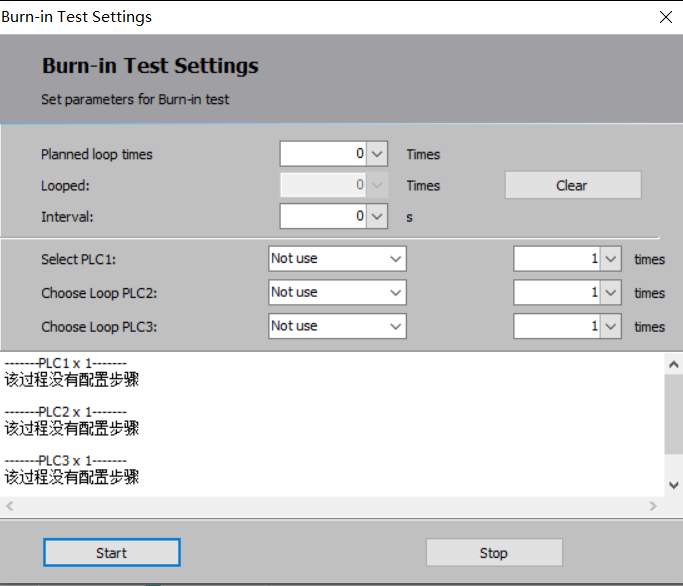 Burn-in Test Settings
Burn-in Test Settings
Set parameters for Burn-in test
Planned loop times 0 Times
Looped: 0 Times Clear
Interval: 0 s
Select PLC1: Not use 1 times
Choose Loop PLC2: Not use 1 times
Choose Loop PLC3: Not use 1 times
-------PLC1 x 1-------
该过程没有配置步骤
-------PLC2 x 1-------
该过程没有配置步骤
-------PLC3 x 1-------
该过程没有配置步骤
Start Stop